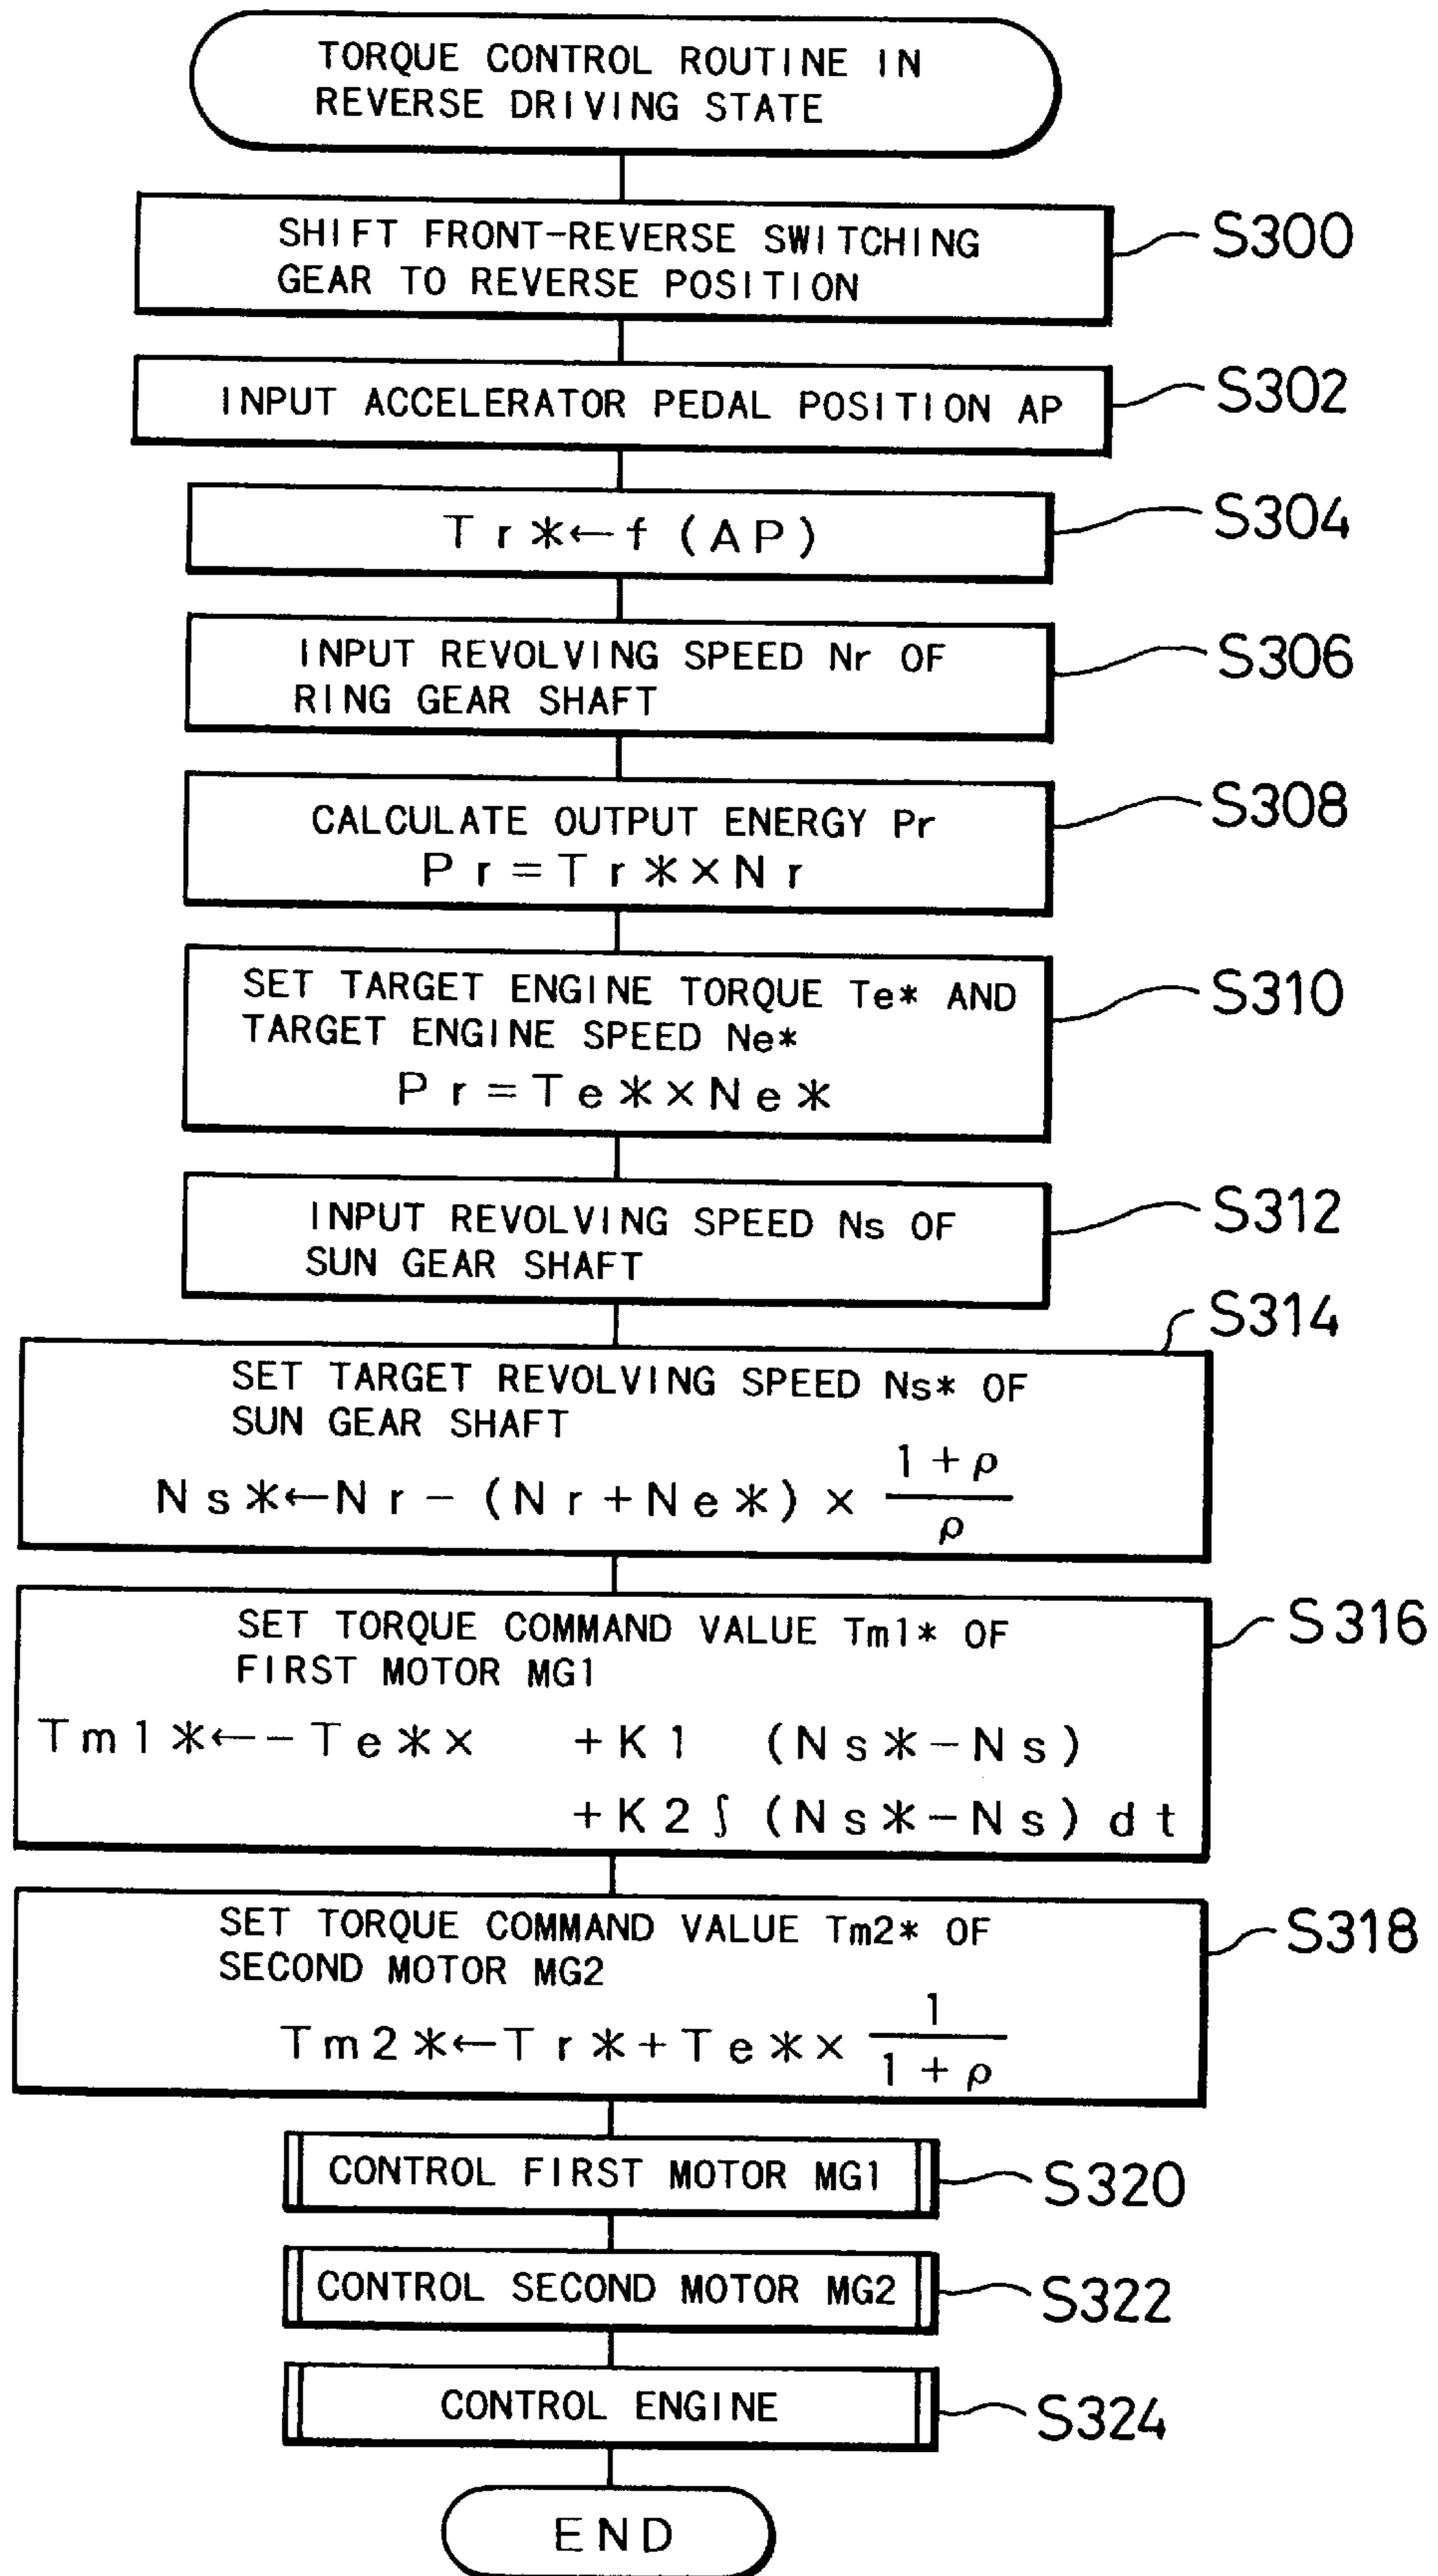 TORQUE CONTROL ROUTINE IN
REVERSE DRIVING STATE
SHIFT FRONT-REVERSE SWITCHING
GEAR TO REVERSE POSITION
S300
INPUT ACCELERATOR PEDAL POSITION AP
S302
Tr*←f(AP)
S304
INPUT REVOLVING SPEED Nr OF
RING GEAR SHAFT
S306
CALCULATE OUTPUT ENERGY Pr
Pr=Tr*×Nr
S308
SET TARGET ENGINE TORQUE Te* AND
TARGET ENGINE SPEED Ne*
Pr=Te*×Ne*
S310
INPUT REVOLVING SPEED Ns OF
SUN GEAR SHAFT
S312
S314
SET TARGET REVOLVING SPEED Ns* OF
SUN GEAR SHAFT
Ns*←Nr-(Nr+Ne*)× 1+ρ
ρ
SET TORQUE COMMAND VALUE Tm1* OF
FIRST MOTOR MG1
S316
Tm1*←-Te*× +K1 (Ns*-Ns)
+K2∫(Ns*-Ns)dt
SET TORQUE COMMAND VALUE Tm2* OF
SECOND MOTOR MG2
S318
Tm2*←Tr*+Te*× 1
1+ρ
CONTROL FIRST MOTOR MG1
S320
CONTROL SECOND MOTOR MG2
S322
CONTROL ENGINE
S324
END